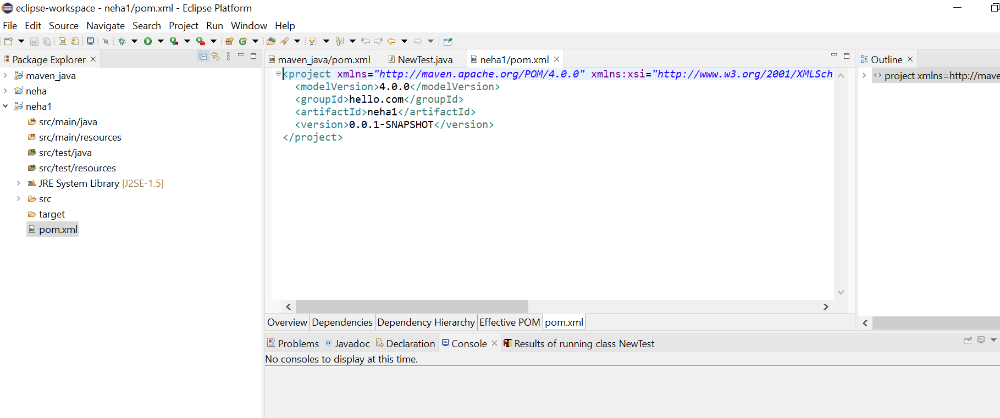 eclipse-workspace - neha1/pom.xml - Eclipse Platform
File Edit Source Navigate Search Project Run Window Help
Package Explorer
maven_java
neha
neha1
src/main/java
src/main/resources
src/test/java
src/test/resources
JRE System Library [J2SE-1.5]
src
target
pom.xml
maven_java/pom.xml NewTest.java neha1/pom.xml
<project xmlns="http://maven.apache.org/POM/4.0.0" xmlns:xsi="http://www.w3.org/2001/XMLSch
<modelVersion>4.0.0</modelVersion>
<groupId>hello.com</groupId>
<artifactId>neha1</artifactId>
<version>0.0.1-SNAPSHOT</version>
</project>
Overview Dependencies Dependency Hierarchy Effective POM pom.xml
Outline
project xmlns=http://mave
Problems Javadoc Declaration Console Results of running class NewTest
No consoles to display at this time.